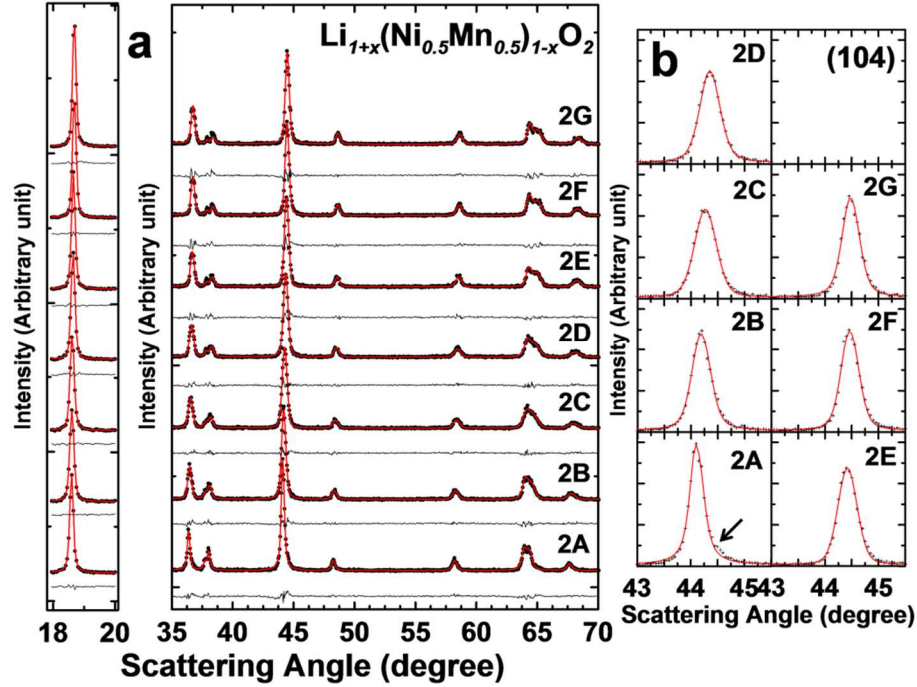 a
Li1+x(Ni0.5Mn0.5)1-xO2
2G
2F
2E
2D
2C
2B
2A
Intensity (Arbitrary unit)
Intensity (Arbitrary unit)
18 20
35 40 45 50 55 60 65 70
Scattering Angle (degree)
b
2D (104)
2C 2G
2B 2F
2A 2E
Intensity (Arbitrary unit)
43 44 45 43 44 45
Scattering Angle (degree)